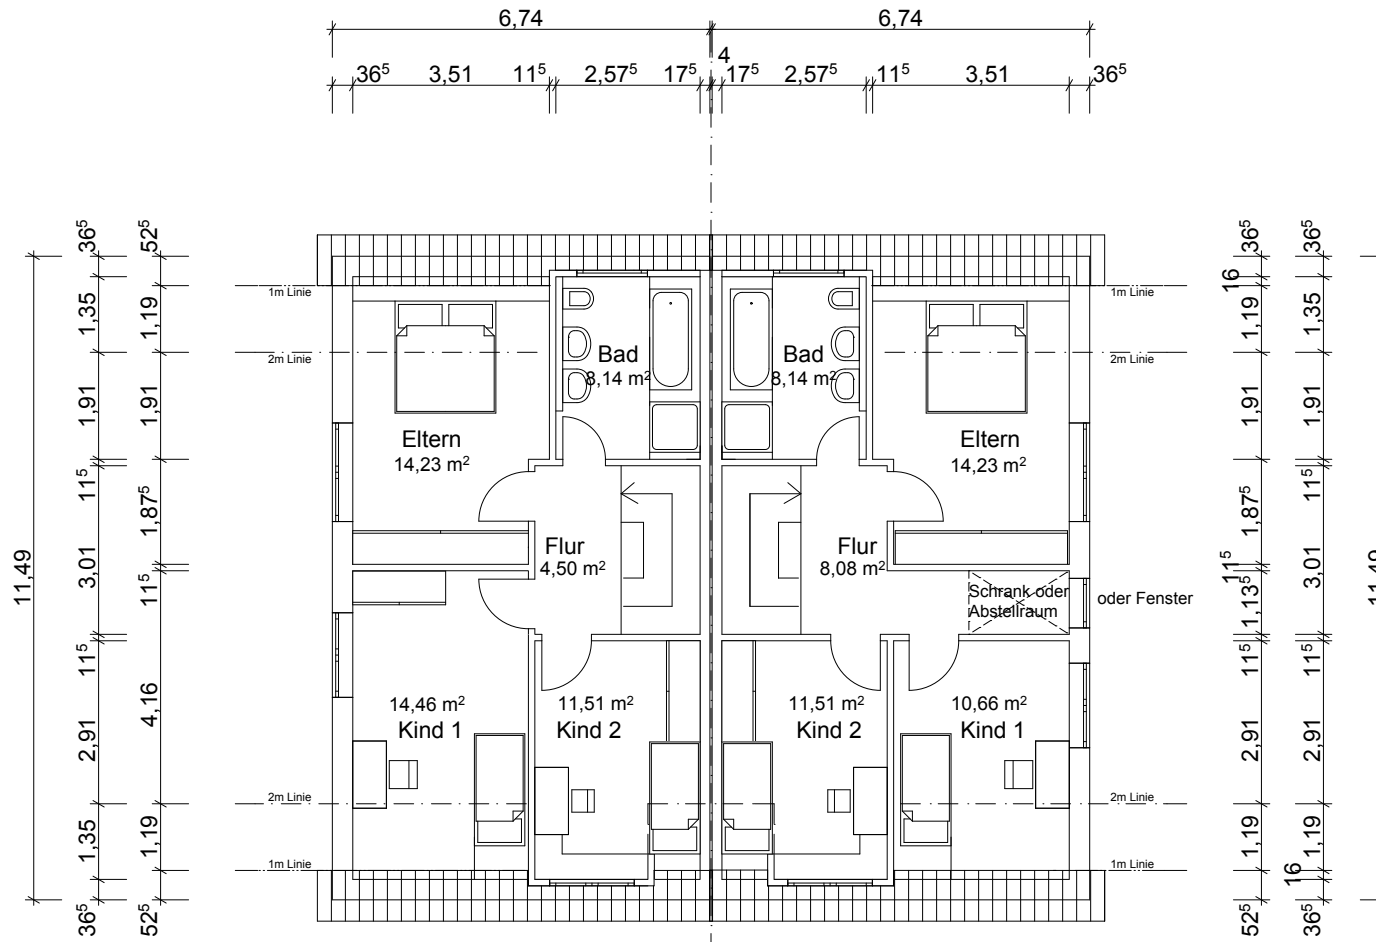 6,74
6,74
4
36⁵ 3,51 11⁵ 2,57⁵ 17⁵
17⁵ 2,57⁵ 11⁵ 3,51 36⁵
11,49
36⁵
1,35
1,91
11⁵
3,01
11⁵
2,91
1,35
36⁵
52⁵
1,19
1,91
1,87⁵
11⁵
4,16
1,19
52⁵
1m Linie
2m Linie
2m Linie
1m Linie
Bad
8,14 m²
Eltern
14,23 m²
Flur
4,50 m²
14,46 m²
Kind 1
11,51 m²
Kind 2
Bad
8,14 m²
Eltern
14,23 m²
Flur
8,08 m²
Schrank oder
Abstellraum
oder Fenster
11,51 m²
Kind 2
10,66 m²
Kind 1
1m Linie
2m Linie
2m Linie
1m Linie
36⁵
16
1,19
1,91
1,87⁵
11⁵
1,13⁵
11⁵
2,91
1,19
52⁵
36⁵
1,35
1,91
11⁵
3,01
11⁵
2,91
1,19
16
36⁵
11,49